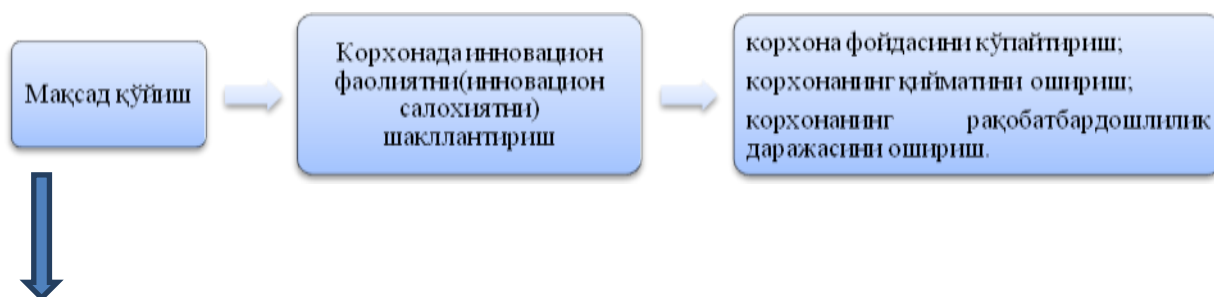 Мақсад қўйиш
Корхонада инновацион
фаолиятни(инновацион
салохиятни)
шакллантириш
корхона фойдасини кўпайтириш;
корхонанинг қийматини ошириш;
корхонанинг рақобатбардошлилик
даражасини ошириш.